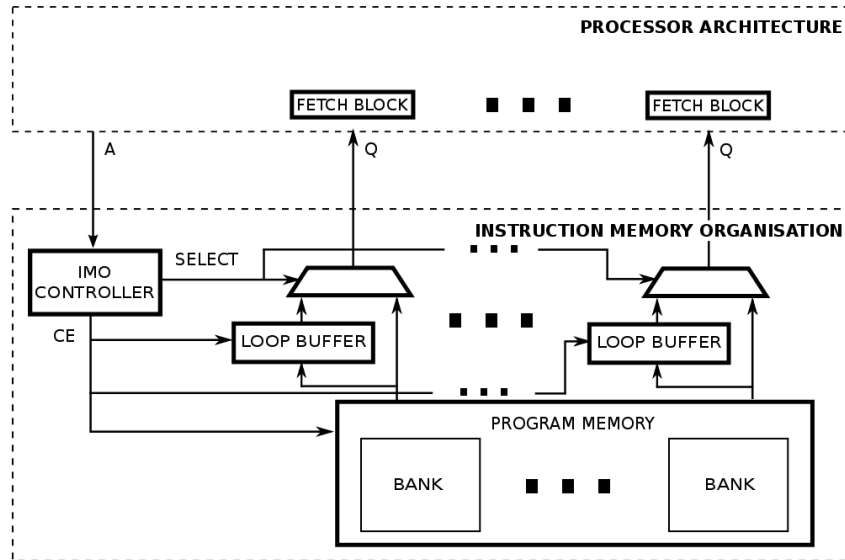 PROCESSOR ARCHITECTURE
FETCH BLOCK
FETCH BLOCK
A
Q
Q
INSTRUCTION MEMORY ORGANISATION
SELECT
IMO
CONTROLLER
CE
LOOP BUFFER
LOOP BUFFER
PROGRAM MEMORY
BANK
BANK